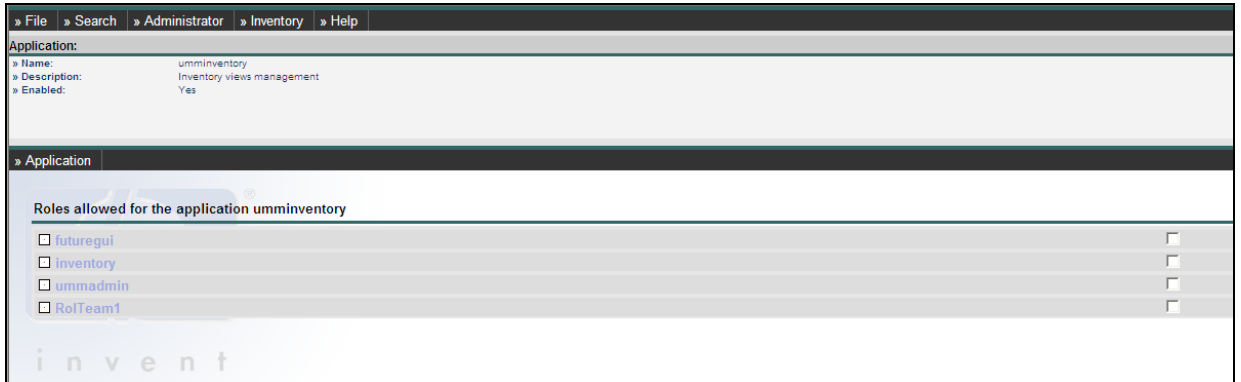 » File » Search » Administrator » Inventory » Help
Application:
» Name: umminventory
» Description: Inventory views management
» Enabled: Yes
» Application
®
Roles allowed for the application umminventory
futuregui
inventory
ummadmin
RolTeam1
invent